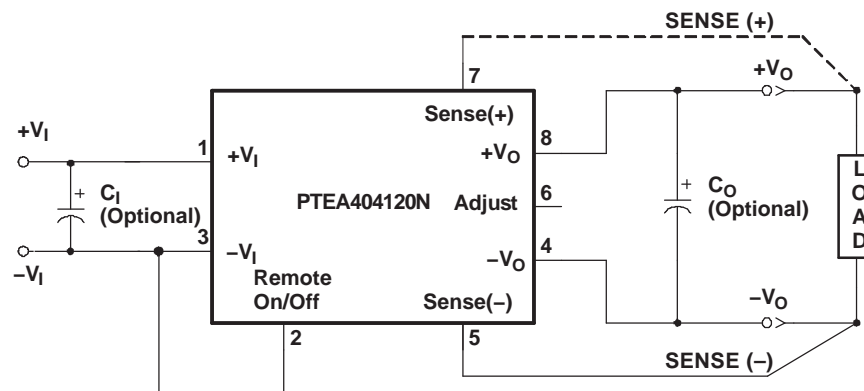 SENSE (+)
7
+VO
Sense(+)
8
+VI
1
+VI
+VO
+
CI
(Optional)
PTEA404120N
Adjust
6
+
CO
(Optional)
LOAD
3
4
–VI
–VI
–VO
Remote
On/Off
Sense(–)
–VO
2
5
SENSE (–)